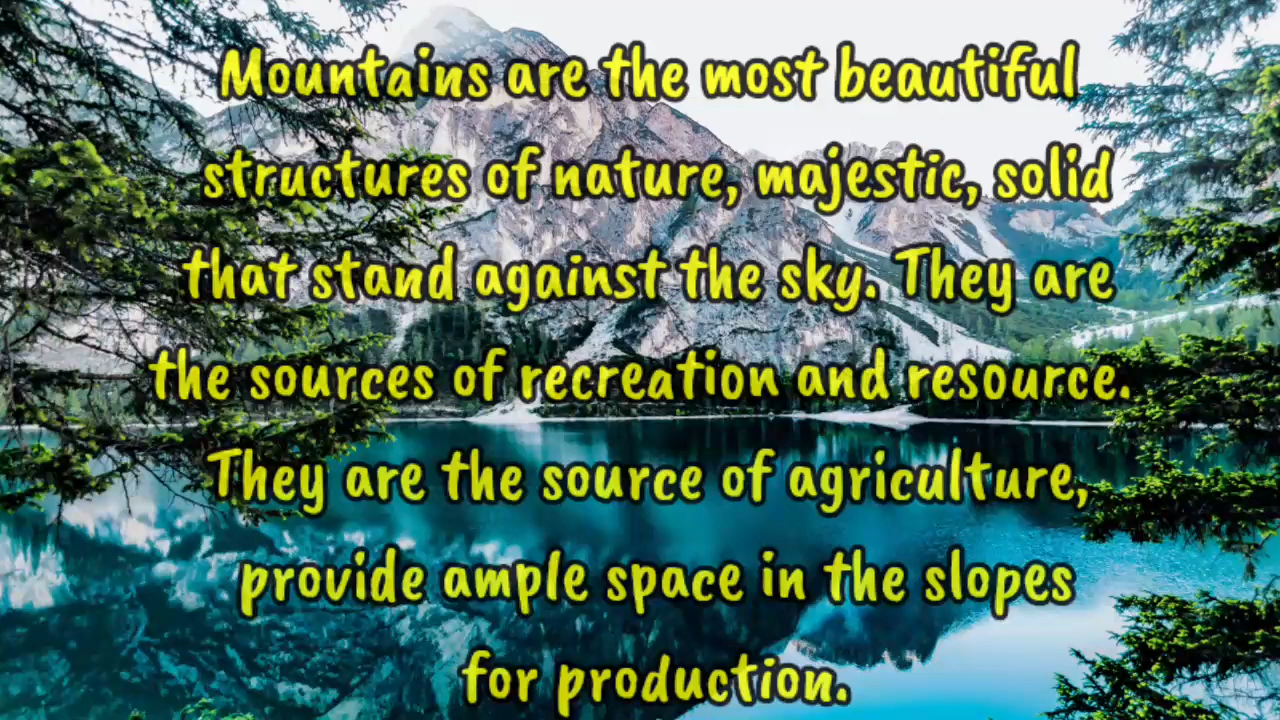 Mountains are the most beautiful
structures of nature, majestic, solid
that stand against the sky. They are
the sources of recreation and resource.
They are the source of agriculture,
provide ample space in the slopes
for production.